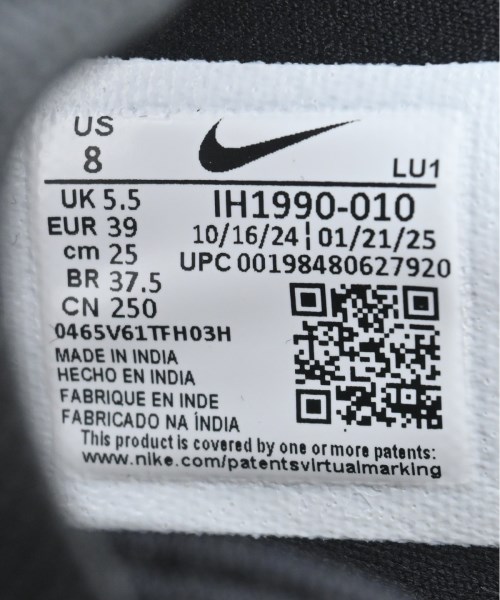 US
8
LU1
UK 5.5
EUR 39
cm 25
BR 37.5
CN 250
IH1990-010
10/16/24 ¦ 01/21/25
UPC 00198480627920
0465V61TFH03H
MADE IN INDIA
HECHO EN INDIA
FABRIQUE EN INDE
FABRICADO NA ÍNDIA
This product is covered by one or more patents:
www.nike.com/patentsvirtualmarking